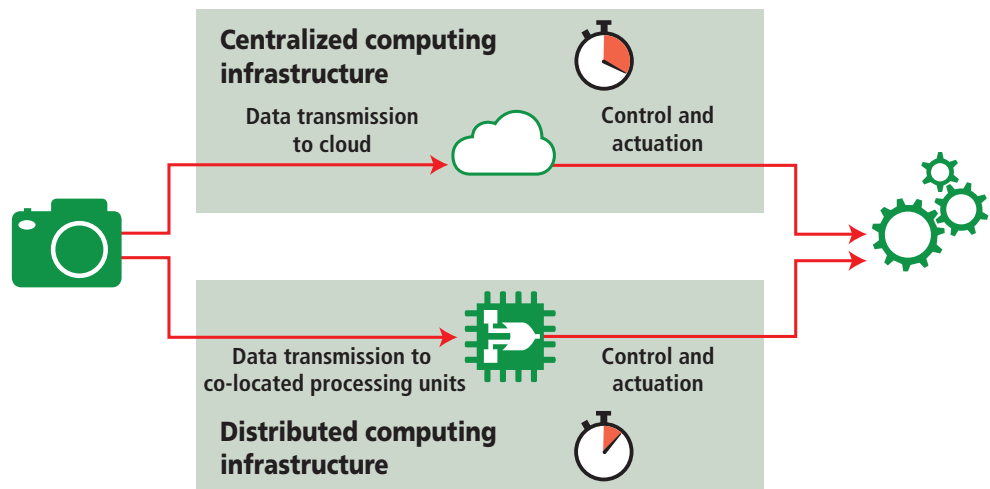 Centralized computing
infrastructure
Data transmission
to cloud
Control and
actuation
Data transmission to
co-located processing units
Control and
actuation
Distributed computing
infrastructure